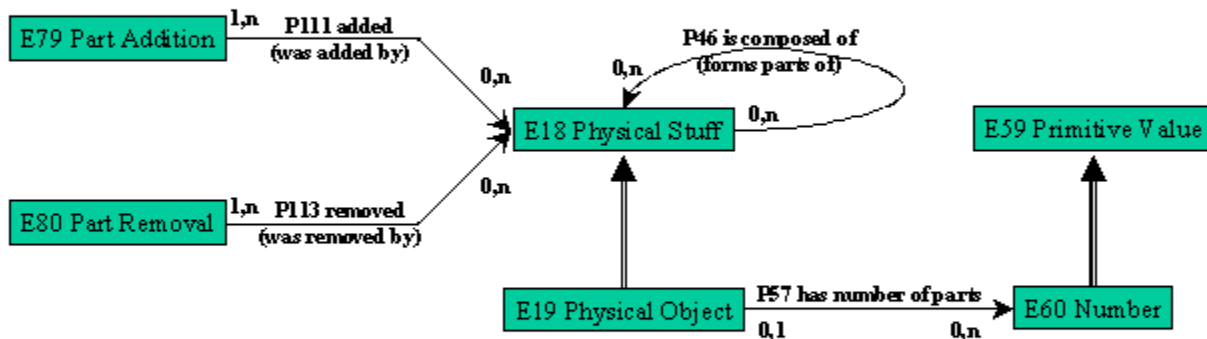 1,n
P111 added
E79 Part Addition
(was added by)
0,n
P46 is composed of
(forms parts of)
0,n
0,n
E18 Physical Stuff
E59 Primitive Value
0,n
1,n
P113 removed
E80 Part Removal
(was removed by)
P57 has number of parts
E19 Physical Object
E60 Number
0,1
0,n